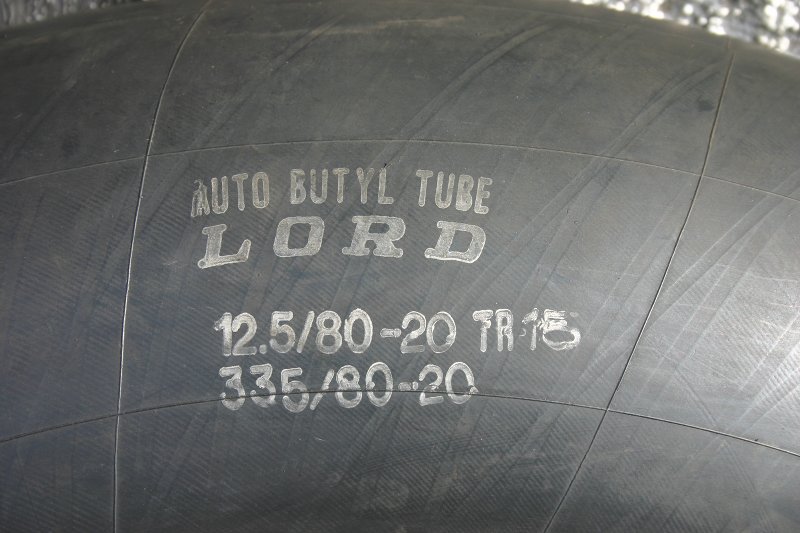 AUTO BUTYL TUBE
LORD
12.5/80-20 TR-15
335/80-20